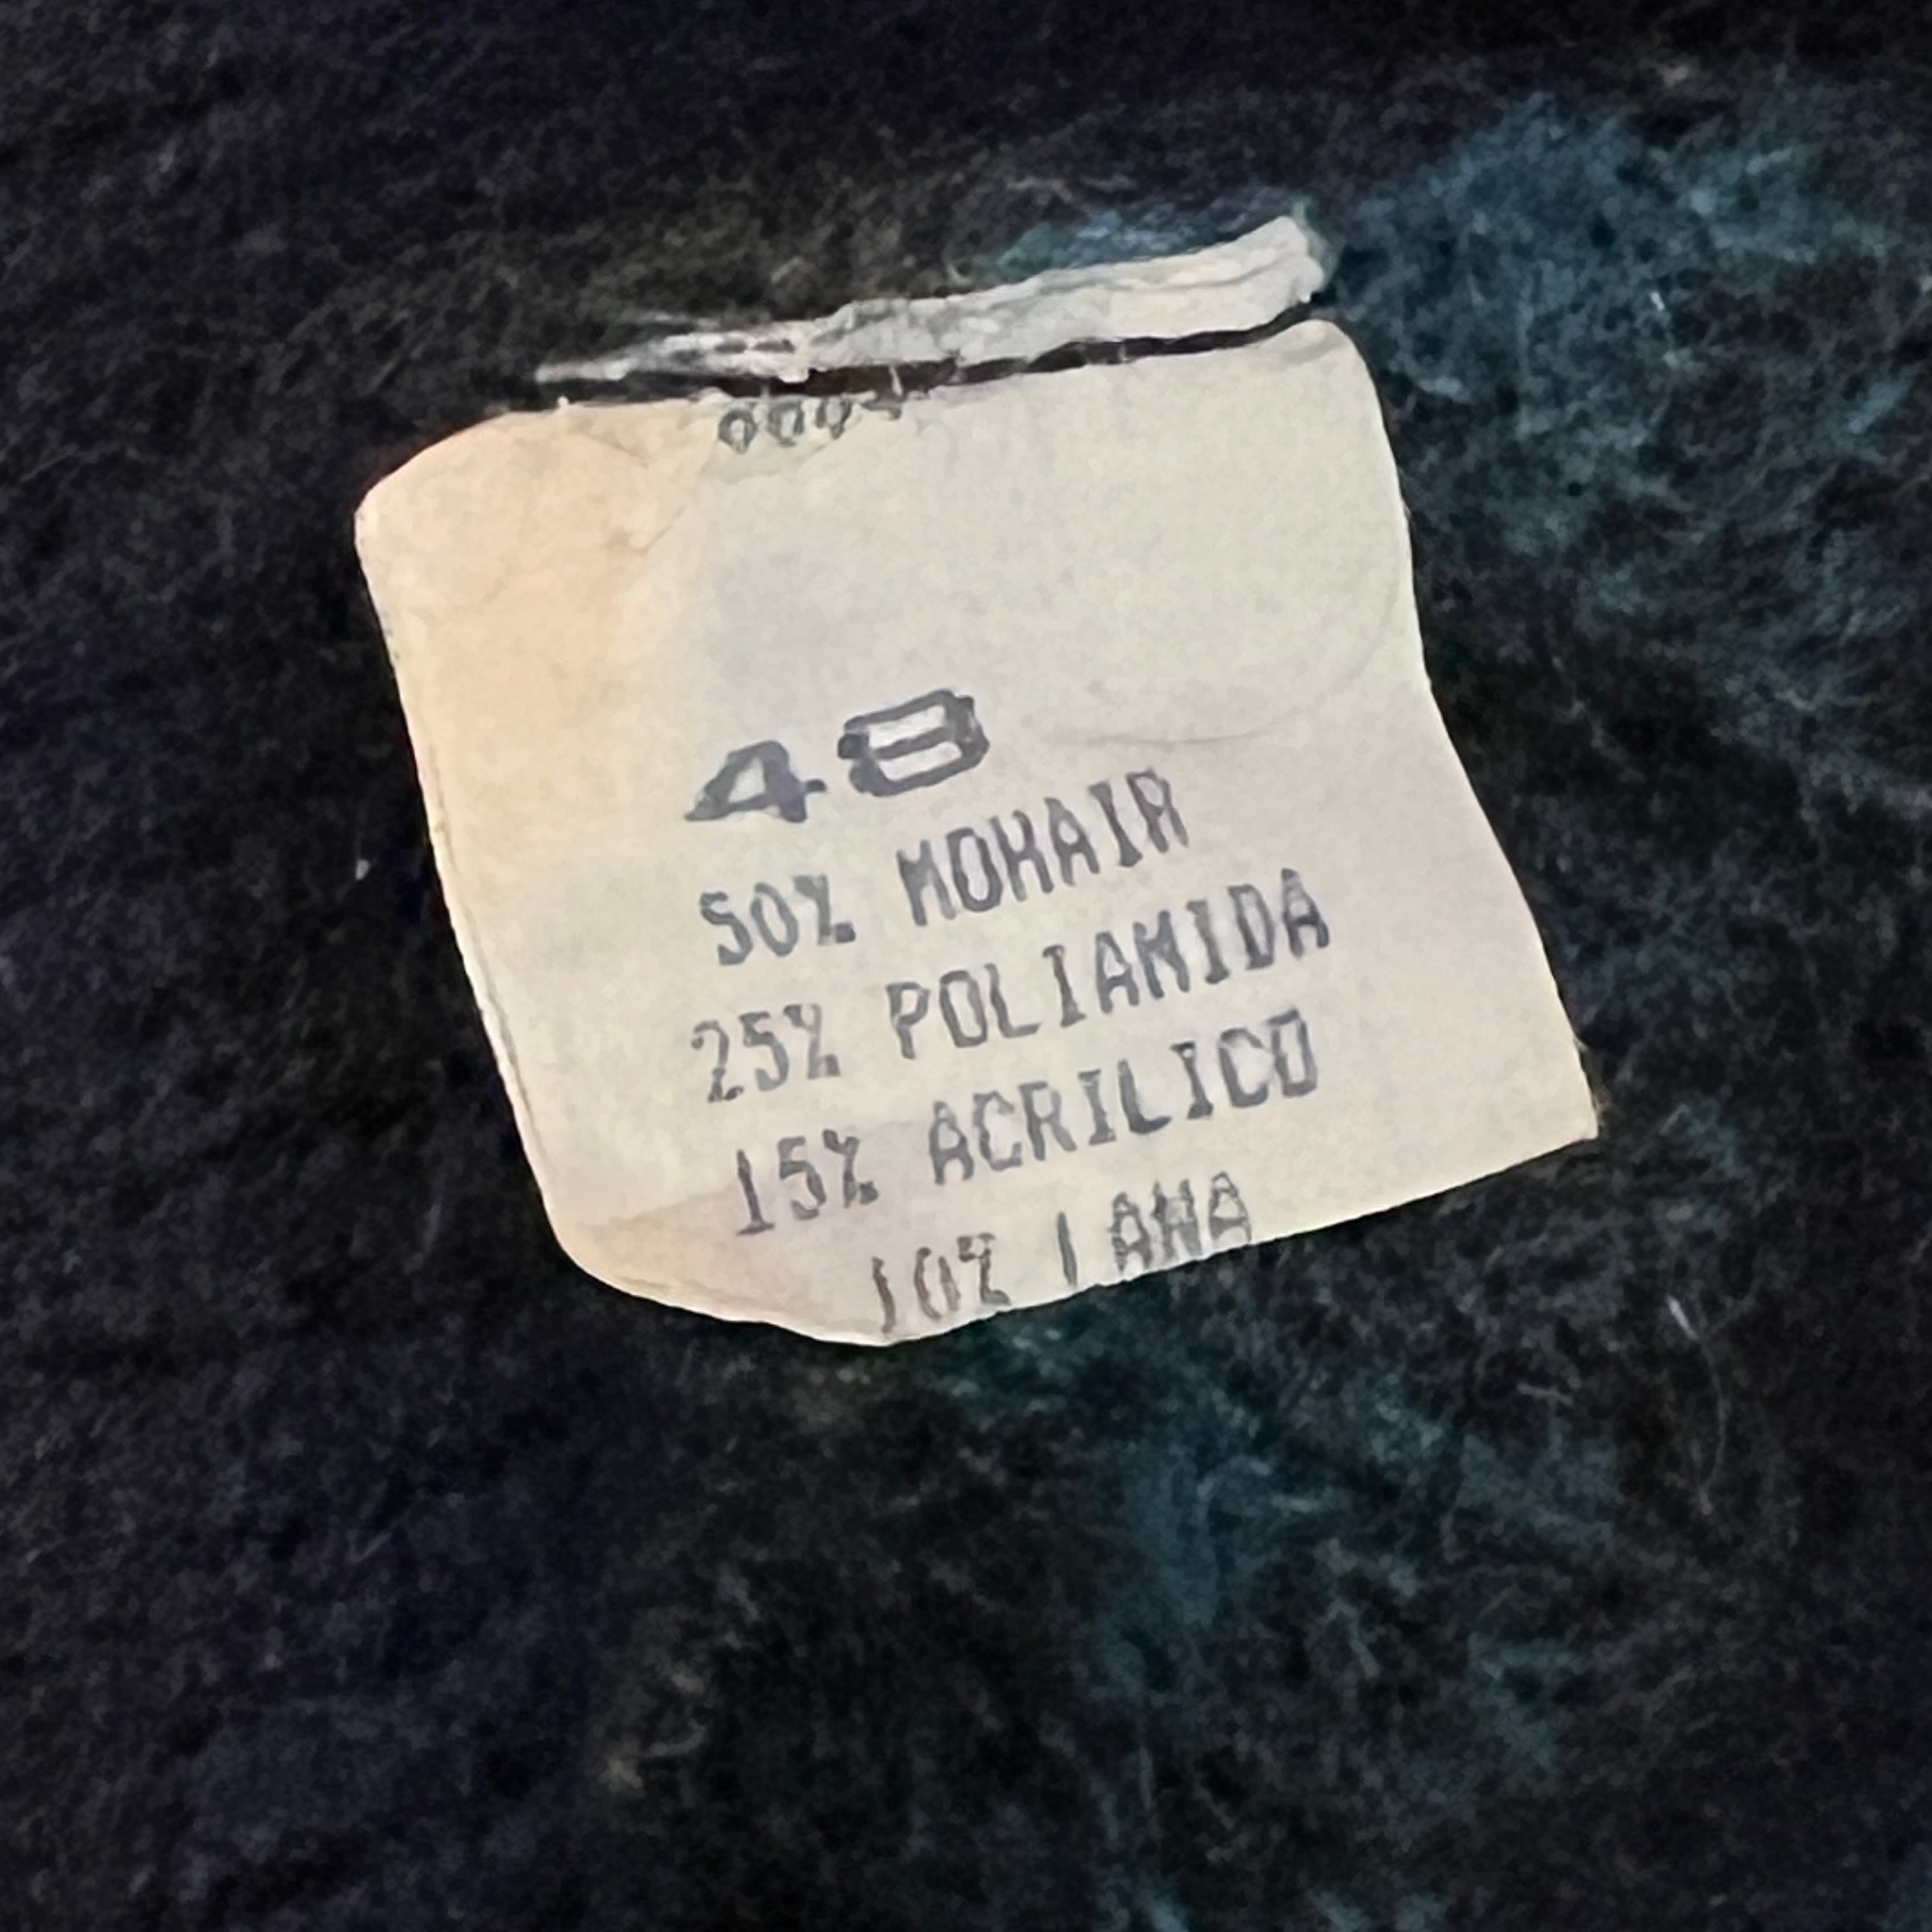 48
50% MOHAIR
25% POLIAMIDA
15% ACRILICO
10% LANA